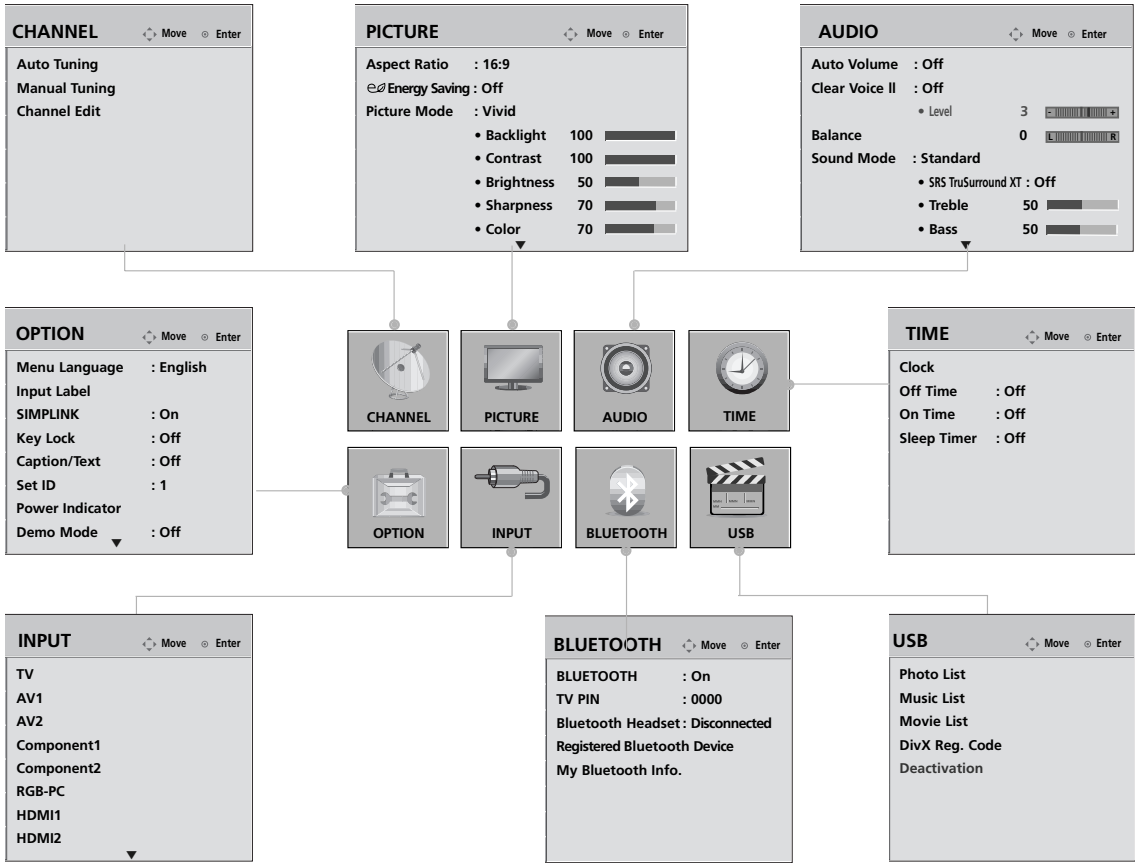 CHANNEL Move Enter
Auto Tuning
Manual Tuning
Channel Edit
PICTURE Move Enter
Aspect Ratio : 16:9
Energy Saving : Off
Picture Mode : Vivid
• Backlight 100
• Contrast 100
• Brightness 50
• Sharpness 70
• Color 70
AUDIO Move Enter
Auto Volume : Off
Clear Voice ll : Off
• Level 3 - +
Balance 0 L R
Sound Mode : Standard
• SRS TruSurround XT : Off
• Treble 50
• Bass 50
OPTION Move Enter
Menu Language : English
Input Label
SIMPLINK : On
Key Lock : Off
Caption/Text : Off
Set ID : 1
Power Indicator
Demo Mode : Off
CHANNEL
PICTURE
AUDIO
TIME
OPTION
INPUT
BLUETOOTH
USB
TIME Move Enter
Clock
Off Time : Off
On Time : Off
Sleep Timer : Off
INPUT Move Enter
TV
AV1
AV2
Component1
Component2
RGB-PC
HDMI1
HDMI2
BLUETOOTH Move Enter
BLUETOOTH : On
TV PIN : 0000
Bluetooth Headset : Disconnected
Registered Bluetooth Device
My Bluetooth Info.
USB Move Enter
Photo List
Music List
Movie List
DivX Reg. Code
Deactivation